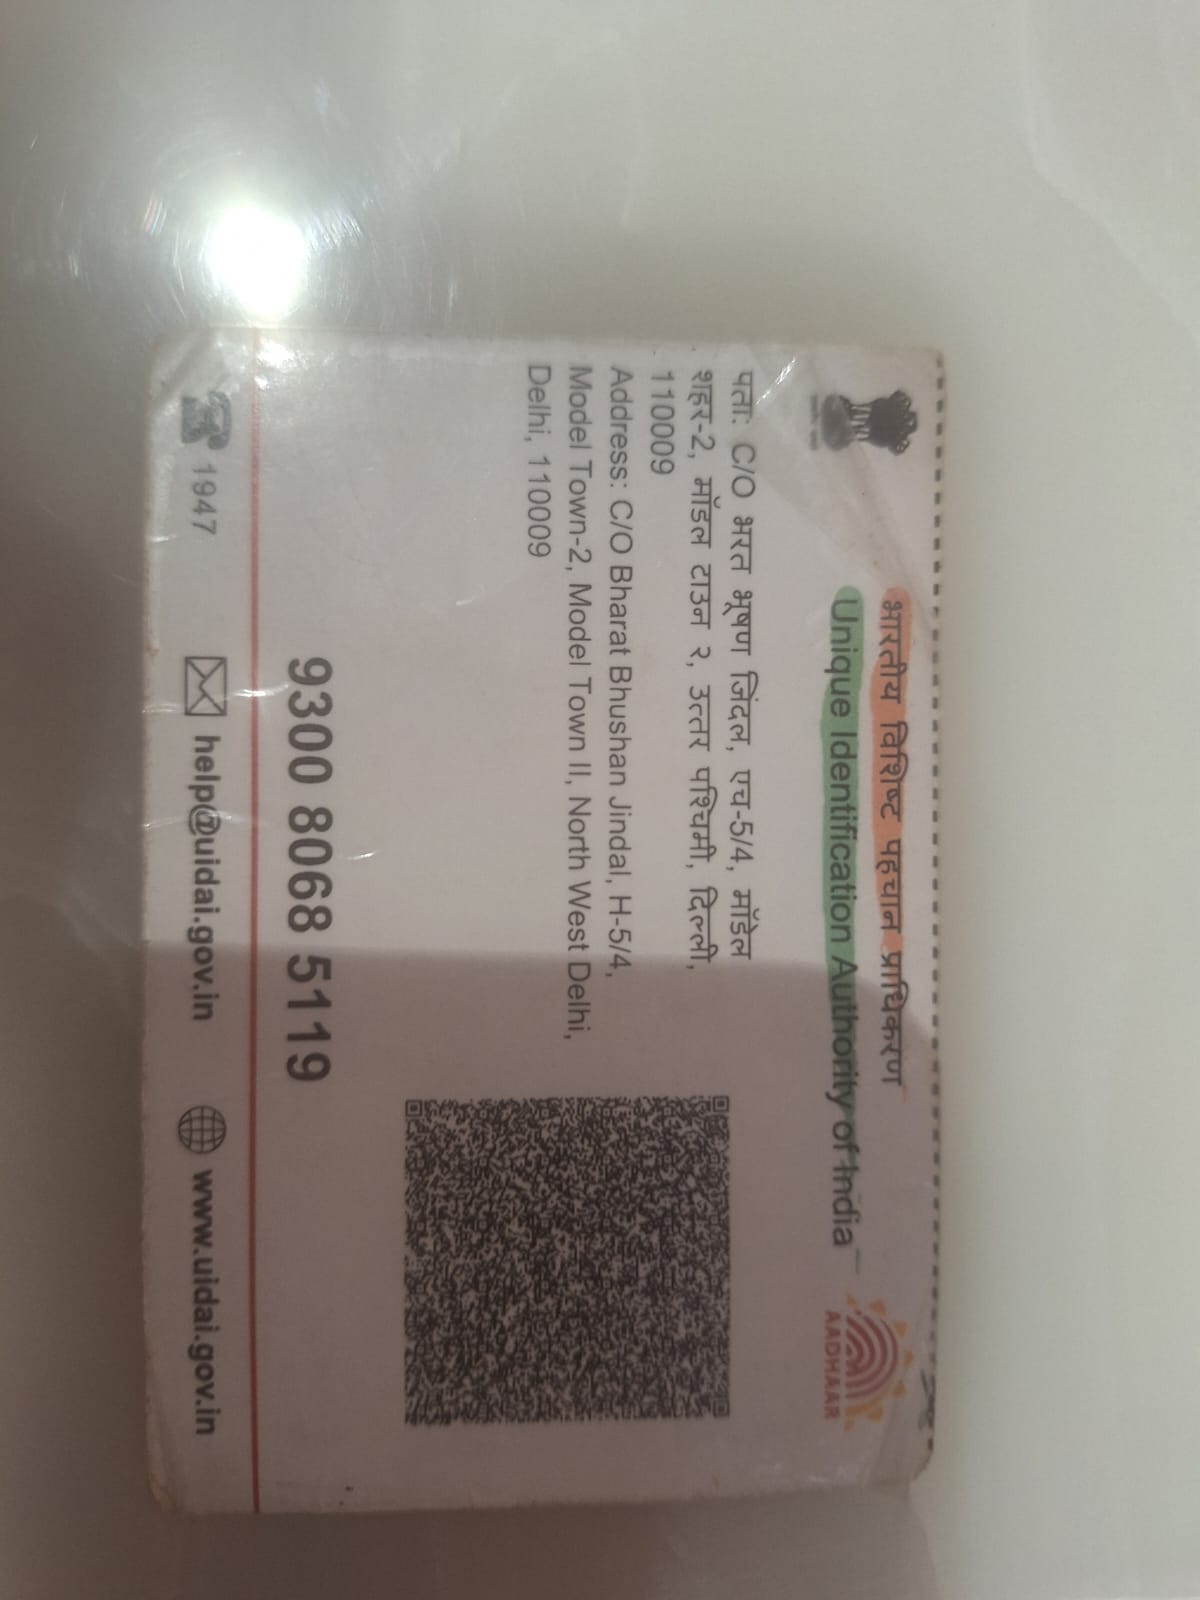 भारतीय विशिष्ट पहचान प्राधिकरण
Unique Identification Authority of India
AADHAAR
पता: C/O भरत भूषण जिंदल, एच-5/4, मॉडेल
शहर-2, मॉडल टाउन २, उत्तर पश्चिमी, दिल्ली,
110009
Address: C/O Bharat Bhushan Jindal, H-5/4,
Model Town-2, Model Town II, North West Delhi,
Delhi, 110009
9300 8068 5119
1947
help@uidai.gov.in
www.uidai.gov.in